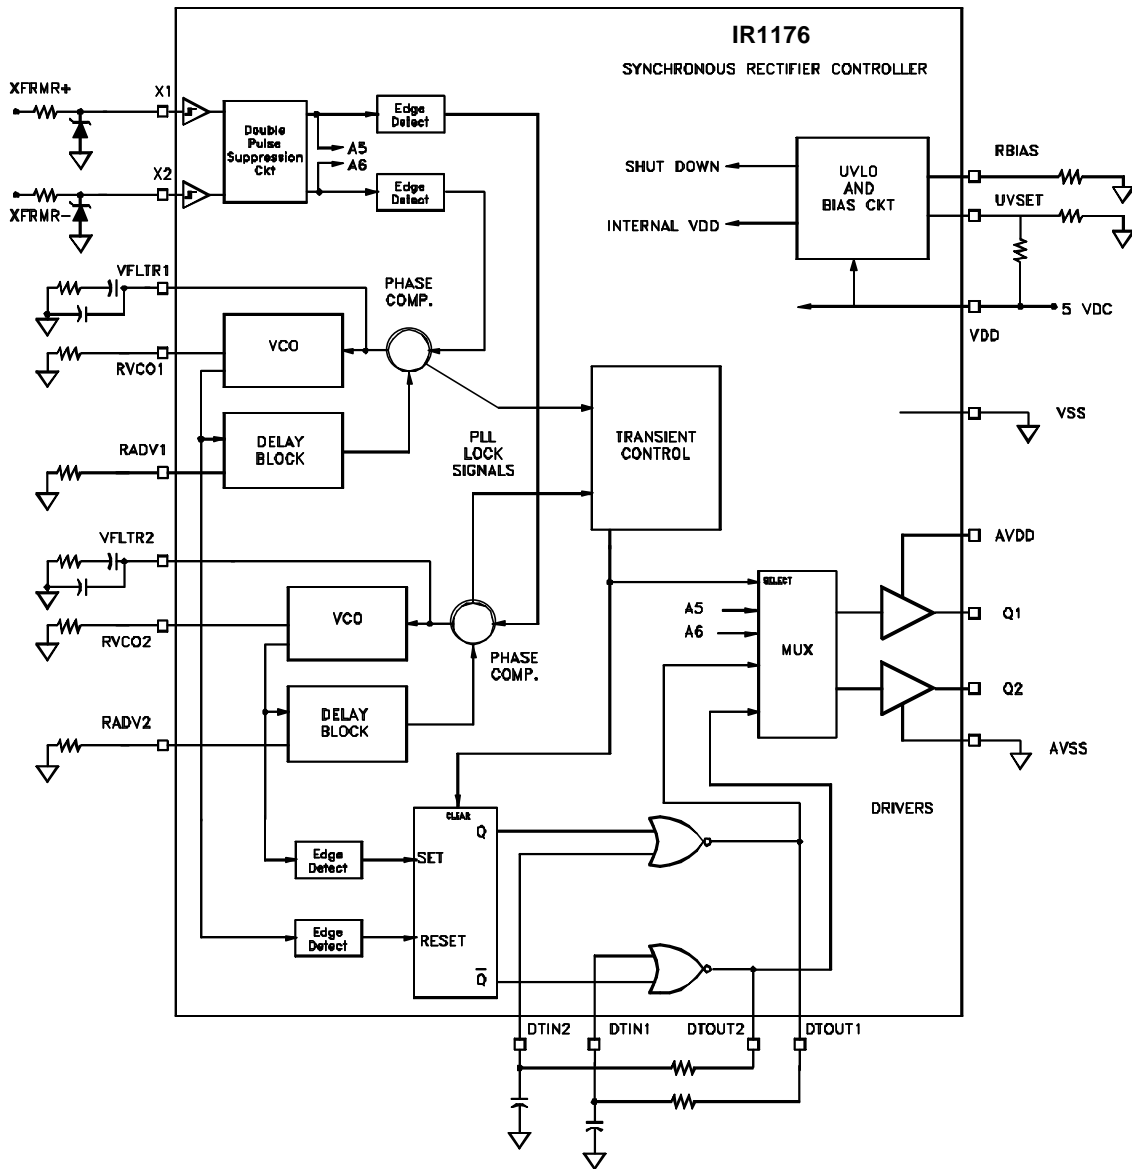 IR1176
SYNCHRONOUS RECTIFIER CONTROLLER
XFRMR+
X1
Double
Pulse
Suppression
Ckt
Edge
Detect
A5
A6
X2
XFRMR-
Edge
Detect
SHUT DOWN
INTERNAL VDD
UVLO
AND
BIAS CKT
RBIAS
UVSET
5 VDC
VDD
VFLTR1
PHASE
COMP.
VCO
RVCO1
RADV1
DELAY
BLOCK
PLL
LOCK
SIGNALS
TRANSIENT
CONTROL
VSS
VFLTR2
VCO
RVCO2
PHASE
COMP.
RADV2
DELAY
BLOCK
SELECT
A5
A6
MUX
AVDD
Q1
Q2
AVSS
DRIVERS
CLEAR
Q
SET
RESET
Q̅
Edge
Detect
Edge
Detect
DTIN2
DTIN1
DTOUT2
DTOUT1